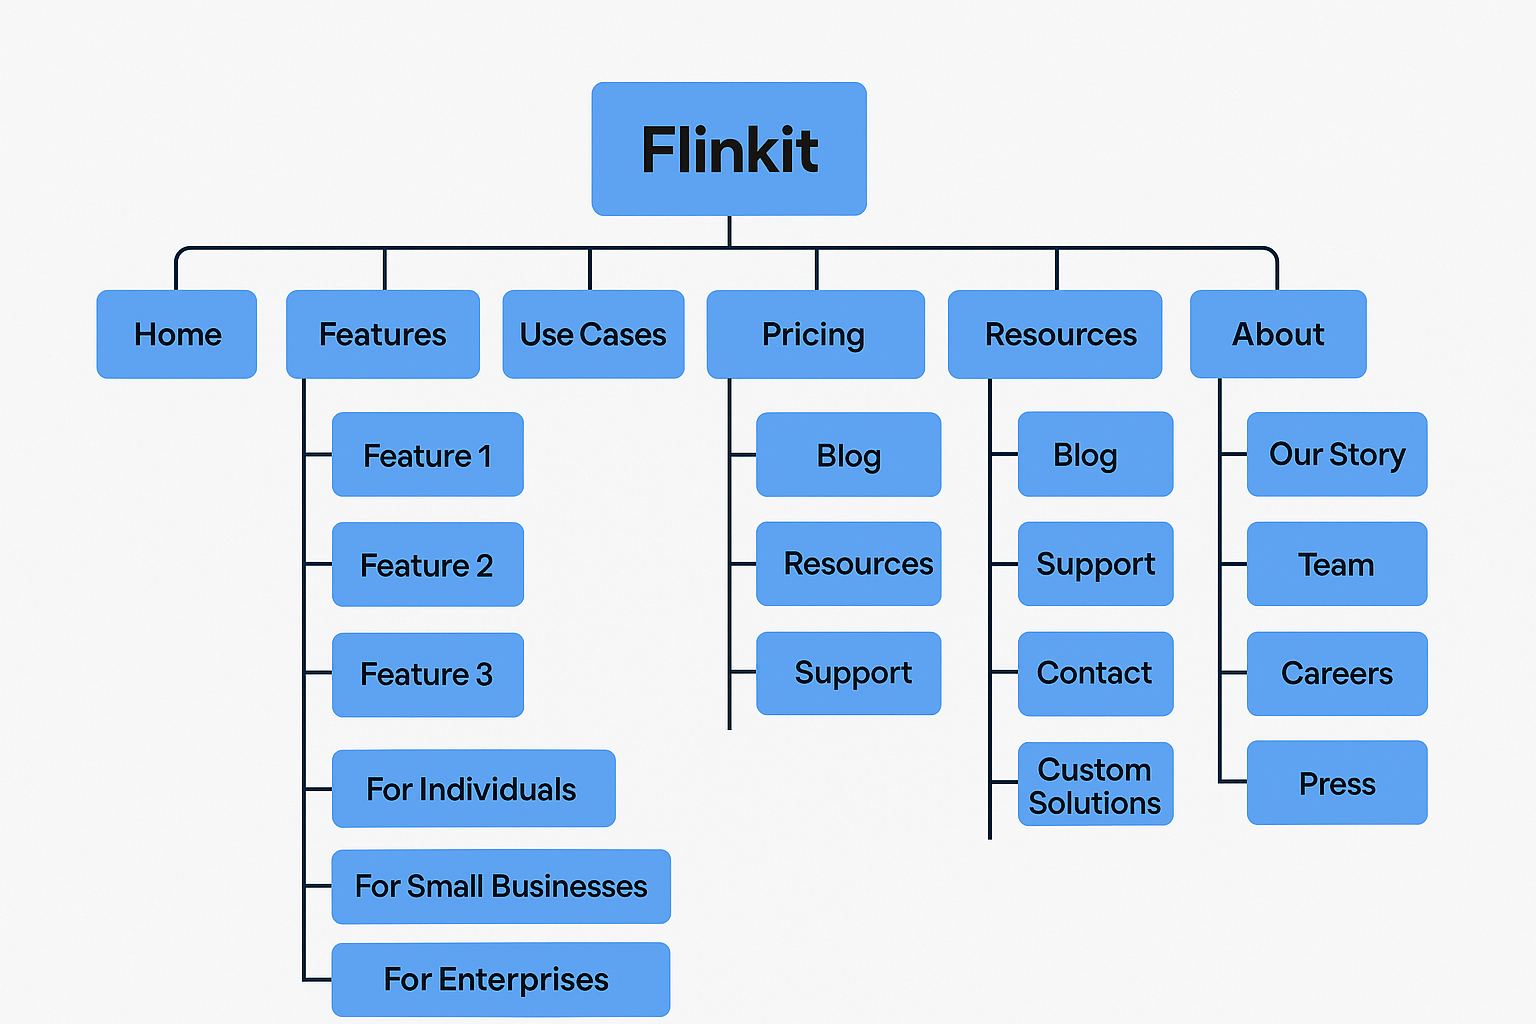 Flinkit
Home
Features
Use Cases
Pricing
Resources
About
Feature 1
Feature 2
Feature 3
For Individuals
For Small Businesses
For Enterprises
Blog
Resources
Support
Blog
Support
Contact
Custom
Solutions
Our Story
Team
Careers
Press